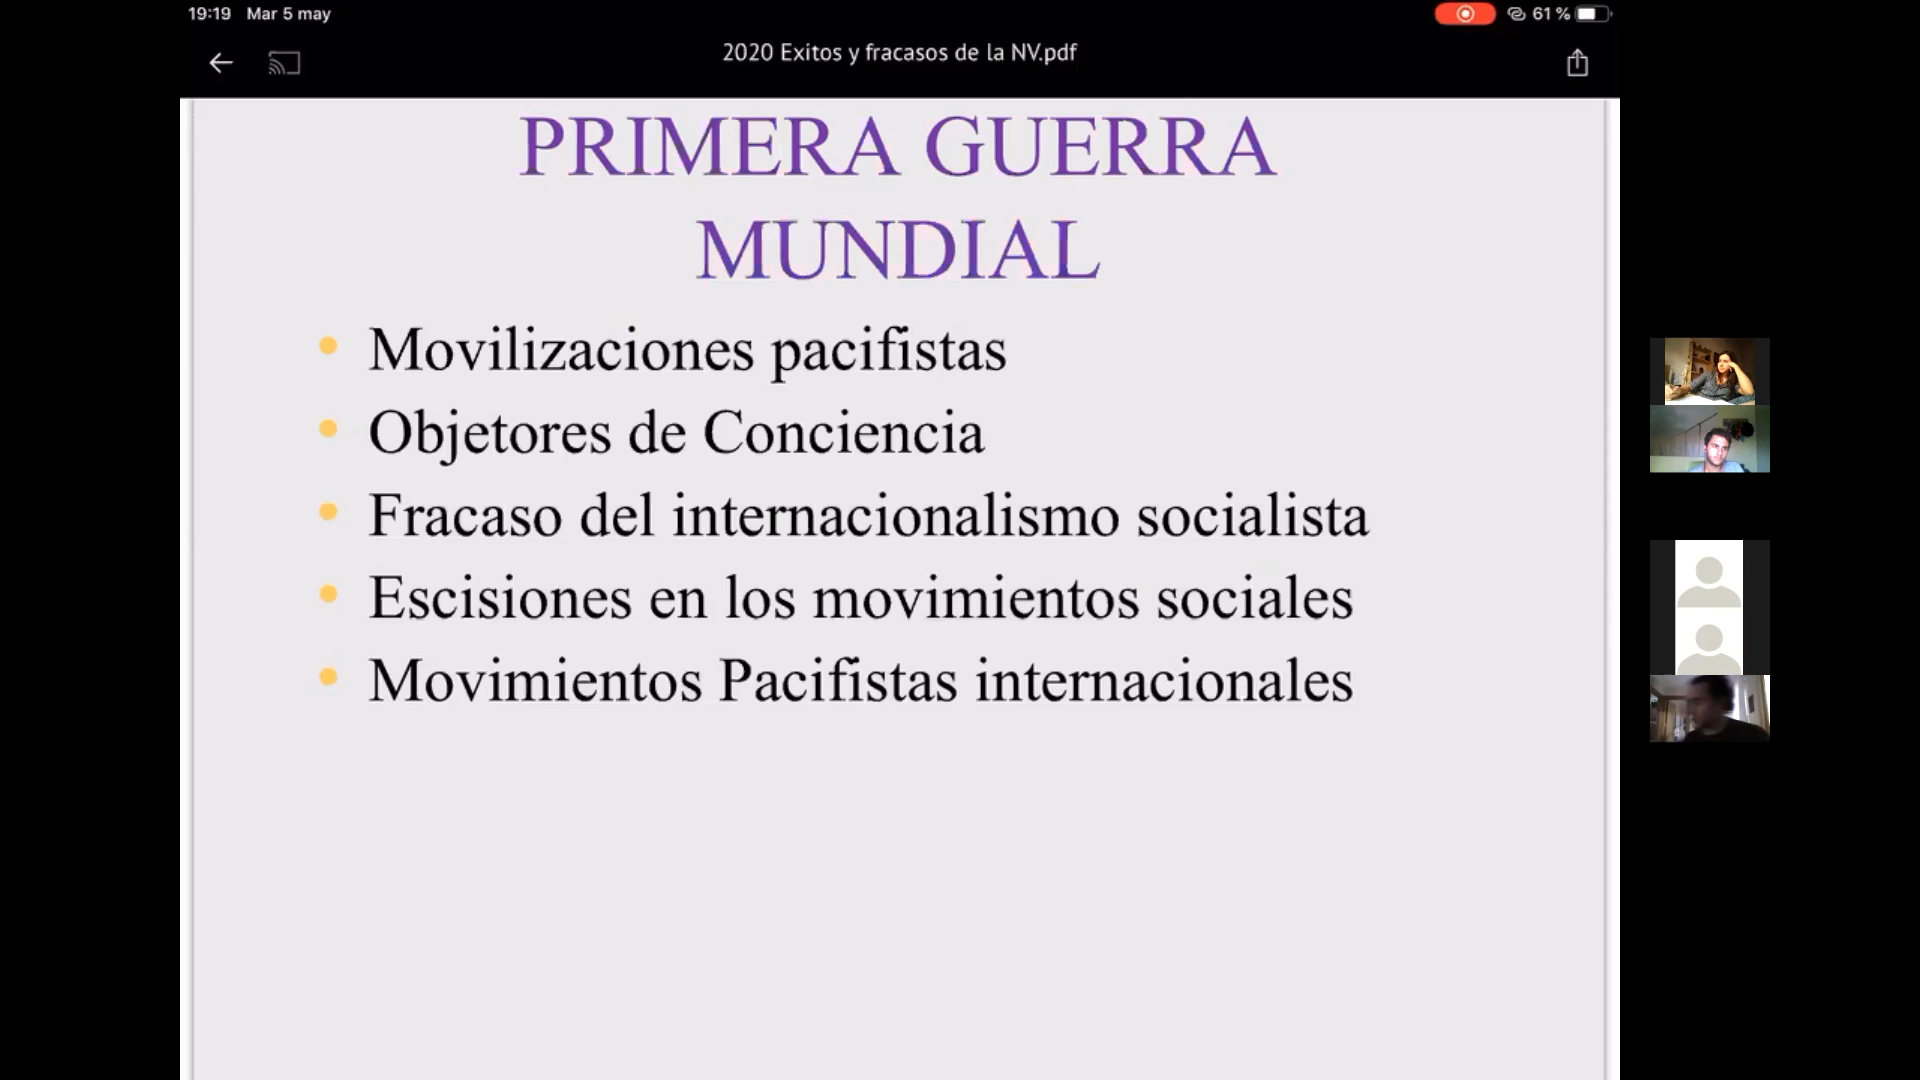 19:19 Mar 5 may
61 %
2020 Exitos y fracasos de la NV.pdf
PRIMERA GUERRA
MUNDIAL
• Movilizaciones pacifistas
• Objetores de Conciencia
• Fracaso del internacionalismo socialista
• Escisiones en los movimientos sociales
• Movimientos Pacifistas internacionales